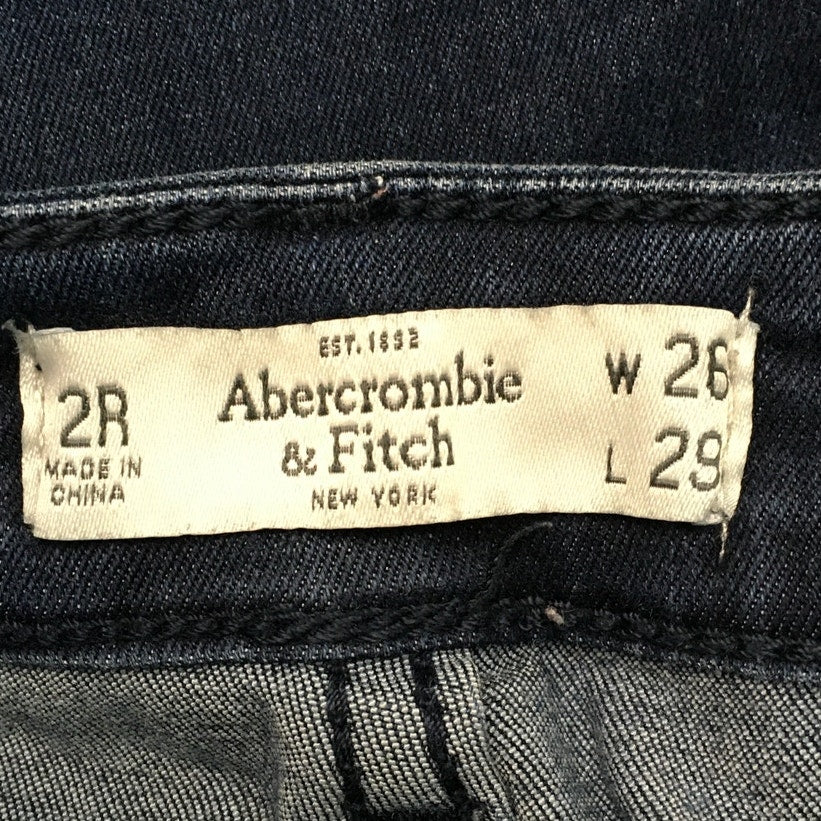 EST. 1892
Abercrombie
& Fitch
NEW YORK
2R
MADE IN
CHINA
W 26
L 29